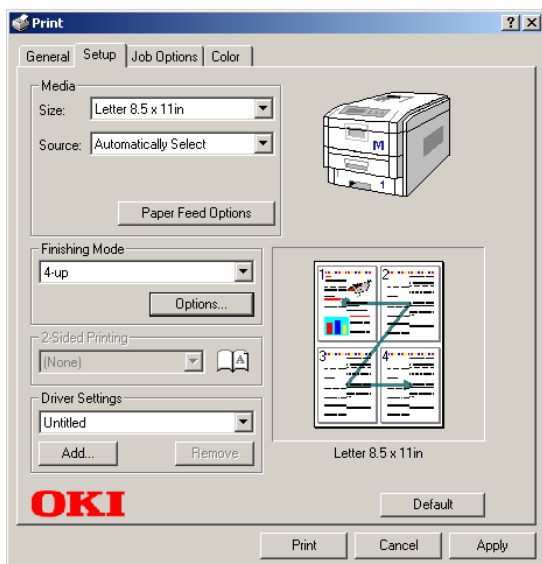 Print
General Setup Job Options Color
Media
Size: Letter 8.5 x 11in
Source: Automatically Select
M
1
Paper Feed Options
Finishing Mode
4-up
Options...
1 2
3 4
2-Sided Printing
(None) A
Driver Settings
Untitled
Add... Remove
Letter 8.5 x 11in
OKI
Default
Print Cancel Apply